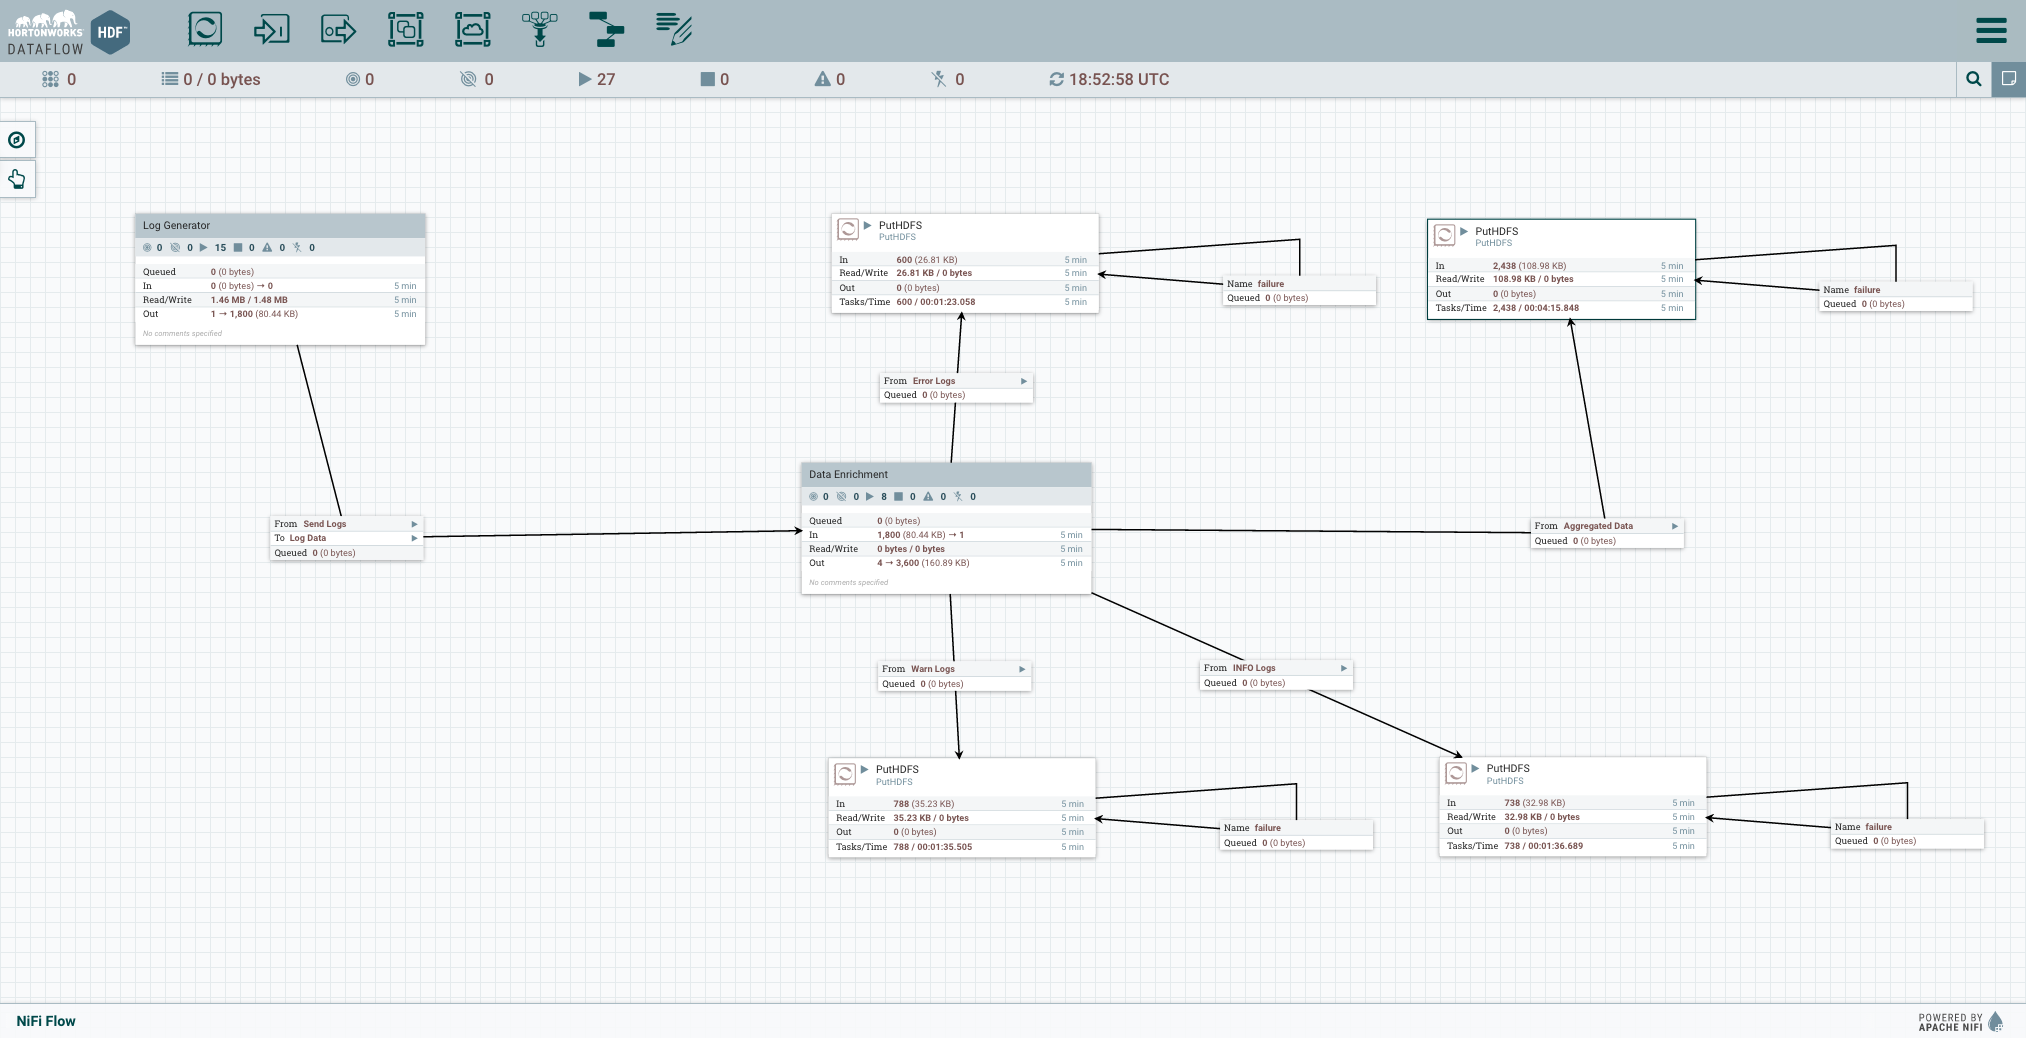 HORTONWORKS
DATAFLOW
HDF
0
0 / 0 bytes
0
0
27
0
0
0
18:52:58 UTC
Log Generator
0 0 15 0 0 0
Queued 0 (0 bytes)
In 0 (0 bytes) → 0 5 min
Read/Write 1.46 MB / 1.48 MB 5 min
Out 1 → 1,800 (80.44 KB) 5 min
No comments specified
PutHDFS
PutHDFS
In 600 (26.81 KB) 5 min
Read/Write 26.81 KB / 0 bytes 5 min
Out 0 (0 bytes) 5 min
Tasks/Time 600 / 00:01:23.058 5 min
Name failure
Queued 0 (0 bytes)
PutHDFS
PutHDFS
In 2,438 (108.98 KB) 5 min
Read/Write 108.98 KB / 0 bytes 5 min
Out 0 (0 bytes) 5 min
Tasks/Time 2,438 / 00:04:15.848 5 min
Name failure
Queued 0 (0 bytes)
From Error Logs
Queued 0 (0 bytes)
From Send Logs
To Log Data
Queued 0 (0 bytes)
Data Enrichment
0 0 8 0 0 0
Queued 0 (0 bytes)
In 1,800 (80.44 KB) → 1 5 min
Read/Write 0 bytes / 0 bytes 5 min
Out 4 → 3,600 (160.89 KB) 5 min
No comments specified
From Aggregated Data
Queued 0 (0 bytes)
From Warn Logs
Queued 0 (0 bytes)
From INFO Logs
Queued 0 (0 bytes)
PutHDFS
PutHDFS
In 788 (35.23 KB) 5 min
Read/Write 35.23 KB / 0 bytes 5 min
Out 0 (0 bytes) 5 min
Tasks/Time 788 / 00:01:35.505 5 min
Name failure
Queued 0 (0 bytes)
PutHDFS
PutHDFS
In 738 (32.98 KB) 5 min
Read/Write 32.98 KB / 0 bytes 5 min
Out 0 (0 bytes) 5 min
Tasks/Time 738 / 00:01:36.689 5 min
Name failure
Queued 0 (0 bytes)
NiFi Flow
POWERED BY
APACHE NIFI